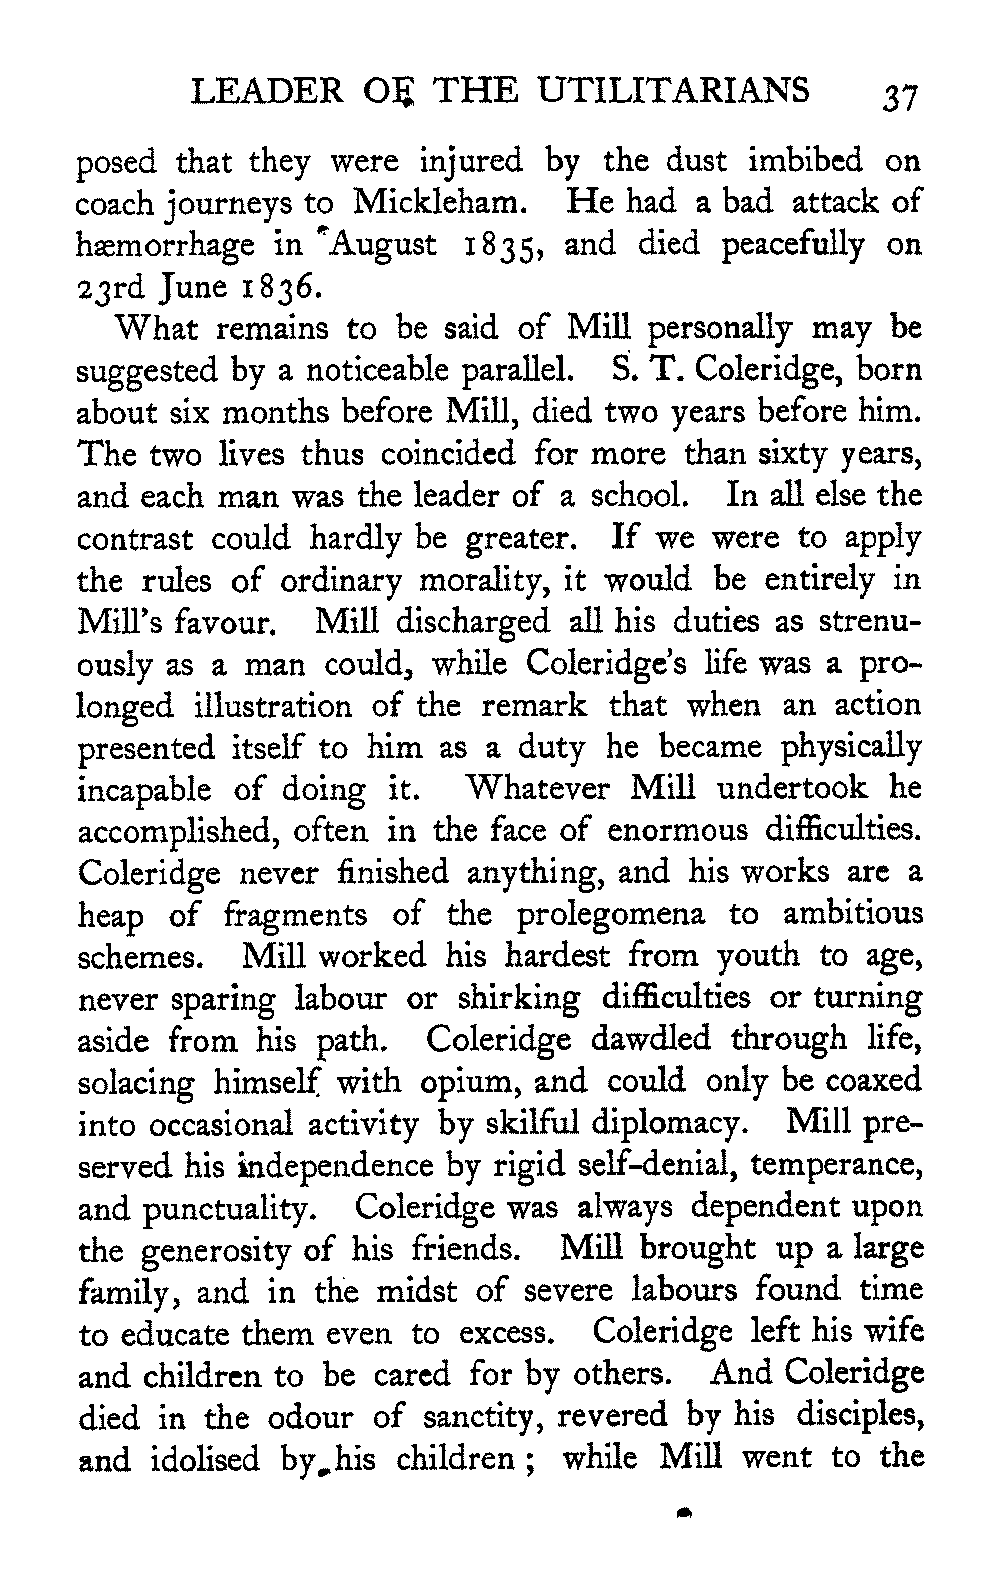 LEADER OF THE UTILITARIANS 37
posed that they were injured by the dust imbibed on
coach journeys to Mickleham. He had a bad attack of
hæmorrhage in August 1835, and died peacefully on
23rd June 1836.
What remains to be said of Mill personally may be
suggested by a noticeable parallel. S. T. Coleridge, born
about six months before Mill, died two years before him.
The two lives thus coincided for more than sixty years,
and each man was the leader of a school. In all else the
contrast could hardly be greater. If we were to apply
the rules of ordinary morality, it would be entirely in
Mill's favour. Mill discharged all his duties as strenu-
ously as a man could, while Coleridge's life was a pro-
longed illustration of the remark that when an action
presented itself to him as a duty he became physically
incapable of doing it. Whatever Mill undertook he
accomplished, often in the face of enormous difficulties.
Coleridge never finished anything, and his works are a
heap of fragments of the prolegomena to ambitious
schemes. Mill worked his hardest from youth to age,
never sparing labour or shirking difficulties or turning
aside from his path. Coleridge dawdled through life,
solacing himself with opium, and could only be coaxed
into occasional activity by skilful diplomacy. Mill pre-
served his independence by rigid self-denial, temperance,
and punctuality. Coleridge was always dependent upon
the generosity of his friends. Mill brought up a large
family, and in the midst of severe labours found time
to educate them even to excess. Coleridge left his wife
and children to be cared for by others. And Coleridge
died in the odour of sanctity, revered by his disciples,
and idolised by his children ; while Mill went to the